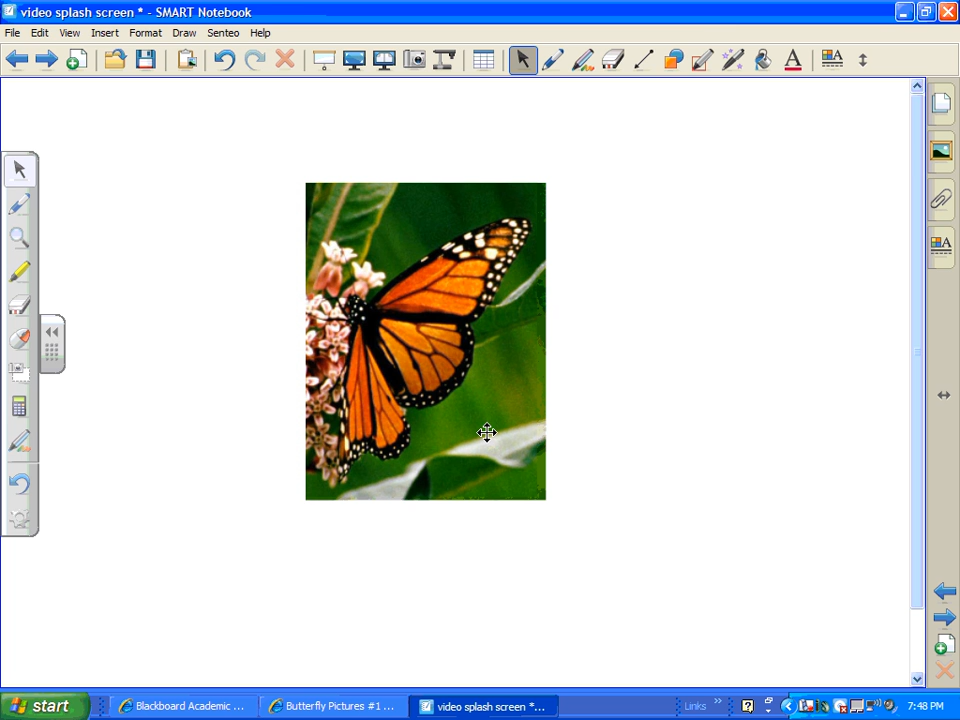 video splash screen * - SMART Notebook
File Edit View Insert Format Draw Senteo Help
start
Blackboard Academic ...
Butterfly Pictures #1 ...
video splash screen *...
Links »
7:48 PM